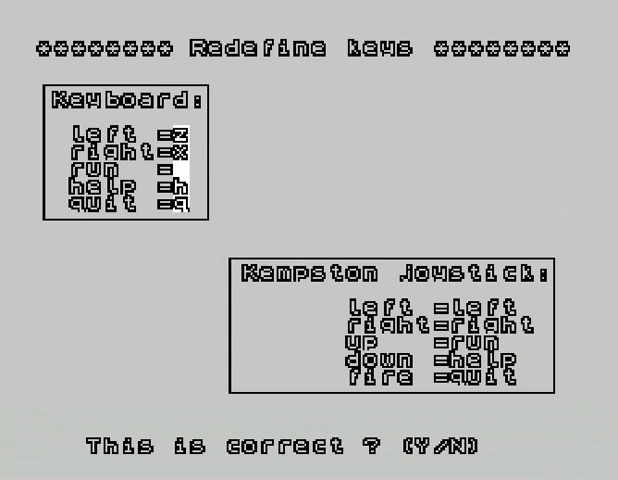 ******** Redefine keys ********
Keyboard:
left =z
right=x
run =
help =h
quit =q
Kempston Joystick:
left =left
right=right
up =run
down =help
fire =quit
This is correct ? (Y/N)